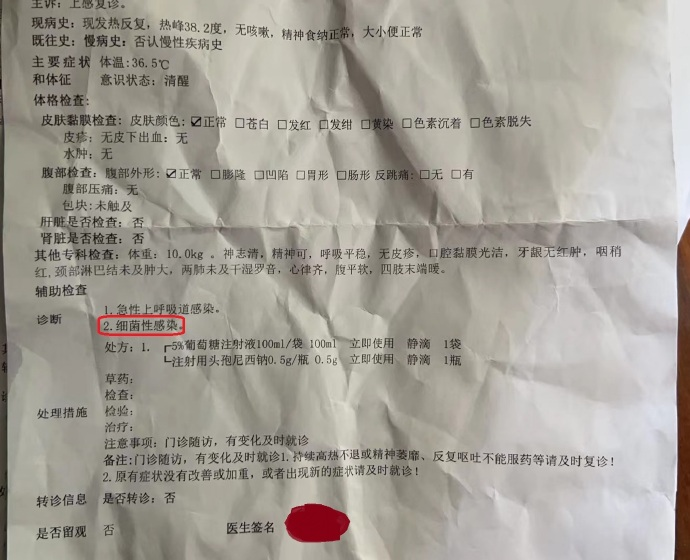 主诉：上感复诊。
现病史：现发热反复，热峰38.2度，无咳嗽，精神食纳正常，大小便正常
既往史：慢病史：否认慢性疾病史
主要症状 体温:36.5℃
和体征 意识状态：清醒
体格检查:
皮肤黏膜检查：皮肤颜色:☑正常 □苍白 □发红 □发绀 □黄染 □色素沉着 □色素脱失
皮疹：无皮下出血：无
水肿：无
腹部检查：腹部外形:☑正常 □膨隆 □凹陷 □胃形 □肠形 反跳痛:□无 □有
腹部压痛：无
包块:未触及
肝脏是否检查：否
肾脏是否检查：否
其他专科检查：体重：10.0kg 。神志清，精神可，呼吸平稳，无皮疹，口腔黏膜光洁，牙龈无红肿，咽稍
红,颈部淋巴结未及肿大，两肺未及干湿罗音，心律齐，腹平软，四肢末端暖。
辅助检查
诊断 1.急性上呼吸道感染。
2.细菌性感染。
处方：1. ┌5%葡萄糖注射液100ml/袋 100ml 立即使用 静滴 1袋
└注射用头孢尼西钠0.5g/瓶 0.5g 立即使用 静滴 1瓶
草药：
检查：
处理措施 检验：
治疗：
注意事项：门诊随访，有变化及时就诊
备注:门诊随访，有变化及时就诊1.持续高热不退或精神萎靡、反复呕吐不能服药等请及时复诊！
2.原有症状没有改善或加重，或者出现新的症状请及时就诊！
转诊信息 是否转诊：否
是否留观 否 医生签名